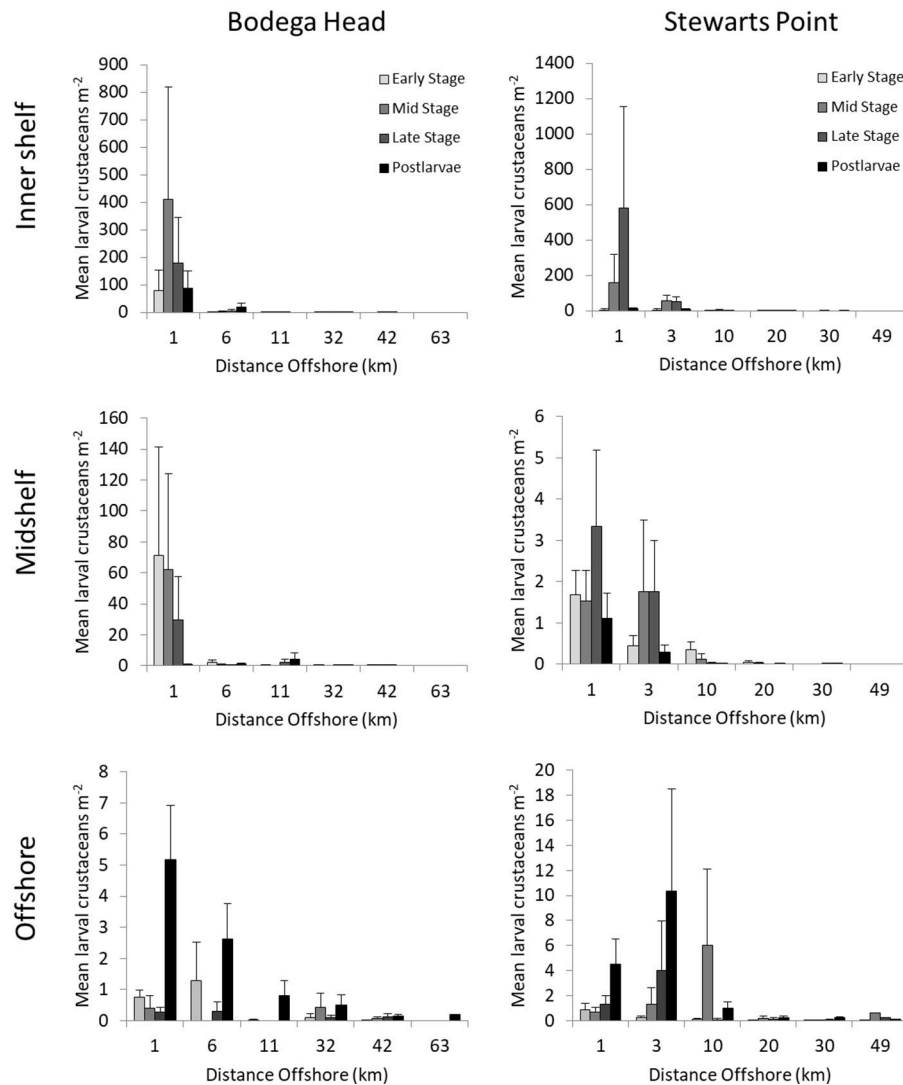 Bodega Head
Stewarts Point
Inner shelf
Mean larval crustaceans m⁻²
900
800
700
600
500
400
300
200
100
0
Early Stage
Mid Stage
Late Stage
Postlarvae
1 6 11 32 42 63
Distance Offshore (km)
Mean larval crustaceans m⁻²
1400
1200
1000
800
600
400
200
0
Early Stage
Mid Stage
Late Stage
Postlarvae
1 3 10 20 30 49
Distance Offshore (km)
Midshelf
Mean larval crustaceans m⁻²
160
140
120
100
80
60
40
20
0
1 6 11 32 42 63
Distance Offshore (km)
Mean larval crustaceans m⁻²
6
5
4
3
2
1
0
1 3 10 20 30 49
Distance Offshore (km)
Offshore
Mean larval crustaceans m⁻²
8
7
6
5
4
3
2
1
0
1 6 11 32 42 63
Distance Offshore (km)
Mean larval crustaceans m⁻²
20
18
16
14
12
10
8
6
4
2
0
1 3 10 20 30 49
Distance Offshore (km)